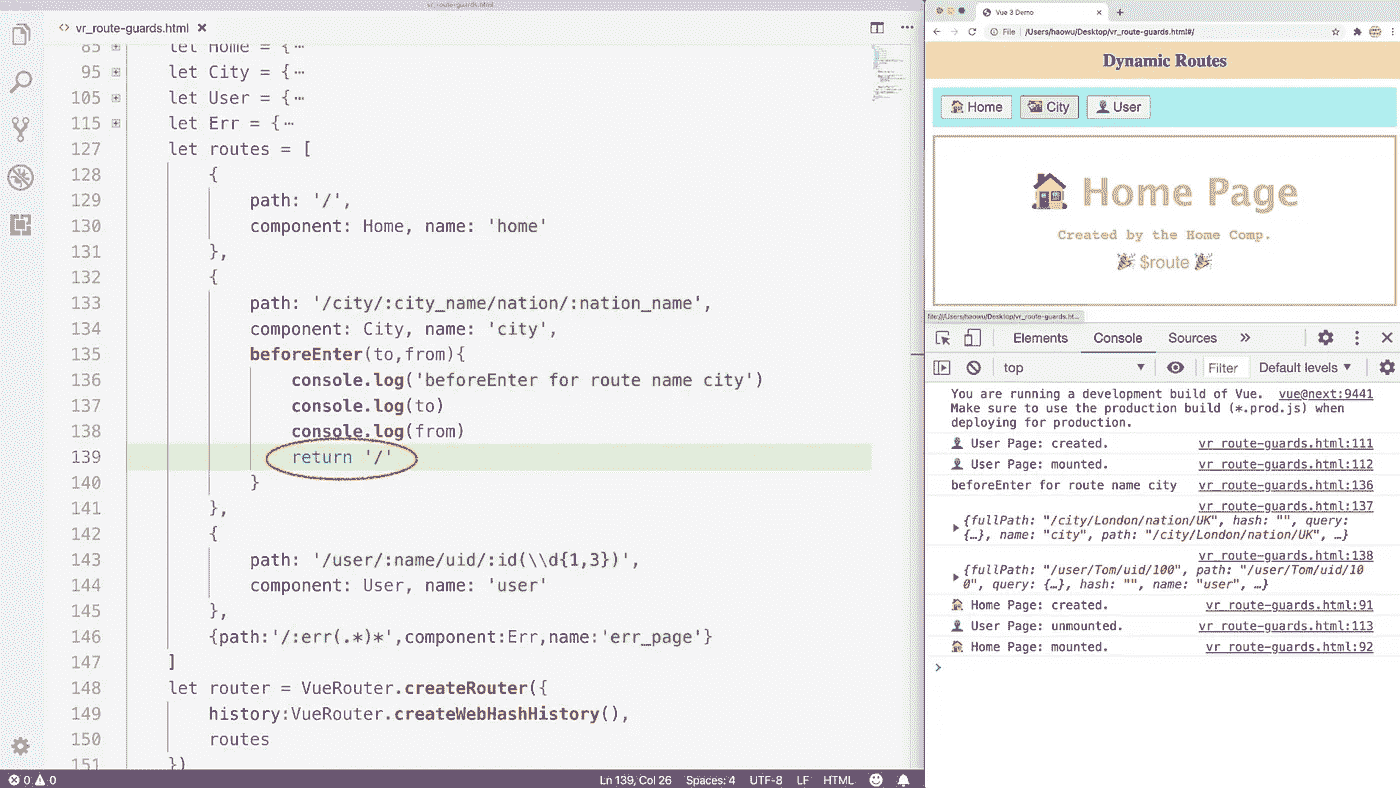 vr_route-guards.html
vr_route-guards.html
85 let Home = {…
95 let City = {…
105 let User = {…
115 let Err = {…
127 let routes = [
128 {
129 path: '/',
130 component: Home, name: 'home'
131 },
132 {
133 path: '/city/:city_name/nation/:nation_name',
134 component: City, name: 'city',
135 beforeEnter(to,from){
136 console.log('beforeEnter for route name city')
137 console.log(to)
138 console.log(from)
139 return '/'
140 }
141 },
142 {
143 path: '/user/:name/uid/:id(\\d{1,3})',
144 component: User, name: 'user'
145 },
146 {path:'/:err(.*)*',component:Err,name:'err_page'}
147 ]
148 let router = VueRouter.createRouter({
149 history:VueRouter.createWebHashHistory(),
150 routes
151 })
0 0 Ln 139, Col 26 Spaces: 4 UTF-8 LF HTML
Vue 3 Demo
File /Users/haowu/Desktop/vr_route-guards.html#/
Dynamic Routes
Home City User
Home Page
Created by the Home Comp.
$route
file:///Users/haowu/Desktop/vr_route-guards.ht...
Elements Console Sources »
top Filter Default levels
You are running a development build of Vue. vue@next:9441
Make sure to use the production build (*.prod.js) when
deploying for production.
User Page: created. vr_route-guards.html:111
User Page: mounted. vr_route-guards.html:112
beforeEnter for route name city vr_route-guards.html:136
vr_route-guards.html:137
{fullPath: "/city/London/nation/UK", hash: "", query:
{…}, name: "city", path: "/city/London/nation/UK", …}
vr_route-guards.html:138
{fullPath: "/user/Tom/uid/100", path: "/user/Tom/uid/10
0", query: {…}, hash: "", name: "user", …}
Home Page: created. vr_route-guards.html:91
User Page: unmounted. vr_route-guards.html:113
Home Page: mounted. vr_route-guards.html:92
>